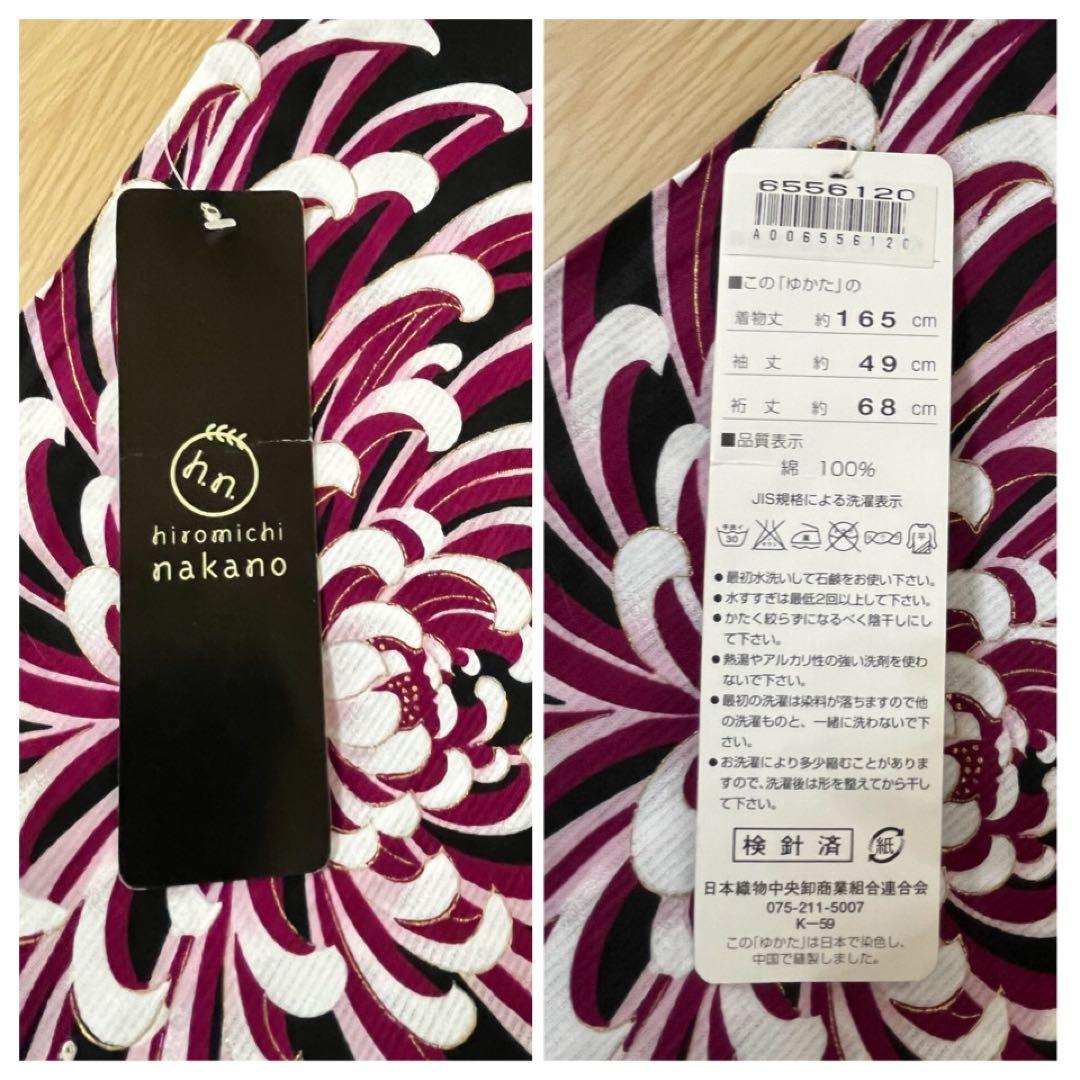 h.n.
hiromichi
nakano
6556120
A006556120
■この「ゆかた」の
着物丈 約165 cm
袖丈 約 49 cm
裄丈 約 68 cm
■品質表示
綿 100%
JIS規格による洗濯表示
●最初水洗いして石鹸をお使い下さい。
●水すすぎは最低2回以上して下さい。
●かたく絞らずになるべく陰干しにし
て下さい。
●熱湯やアルカリ性の強い洗剤を使わ
ないで下さい。
●最初の洗濯は染料が落ちますので他
の洗濯ものと、一緒に洗わないで下
さい。
●お洗濯により多少縮むことがありま
すので、洗濯後は形を整えてから干し
て下さい。
検針済 紙
日本織物中央卸商業組合連合会
075-211-5007
K-59
この「ゆかた」は日本で染色し、
中国で縫製しました。